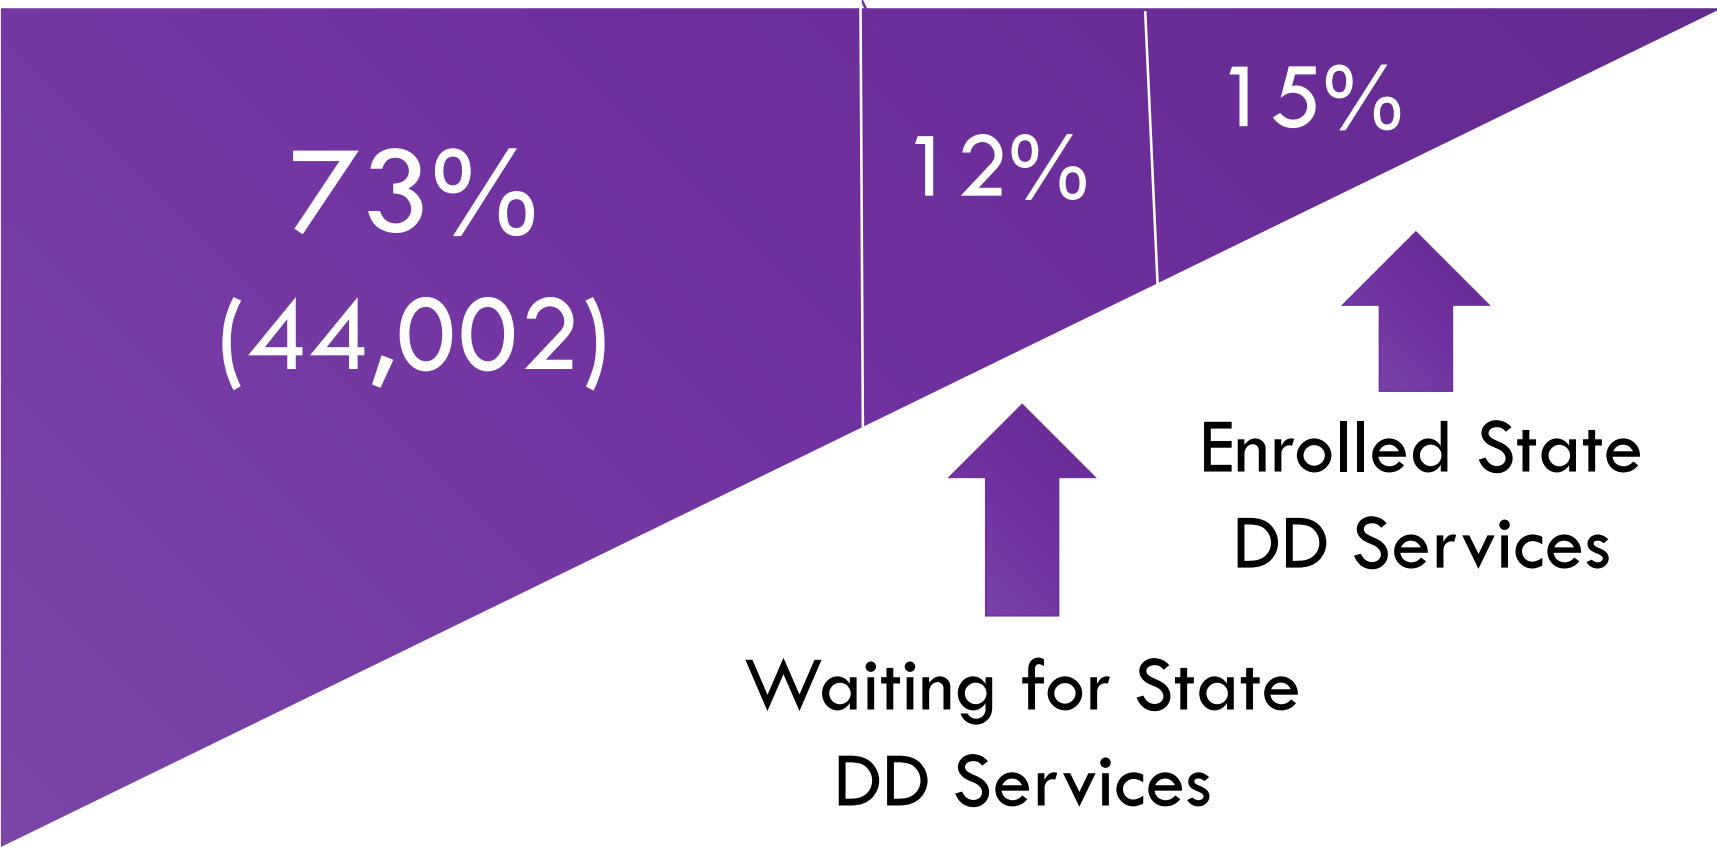 73%
(44,002)
12%
15%
Enrolled State
DD Services
Waiting for State
DD Services